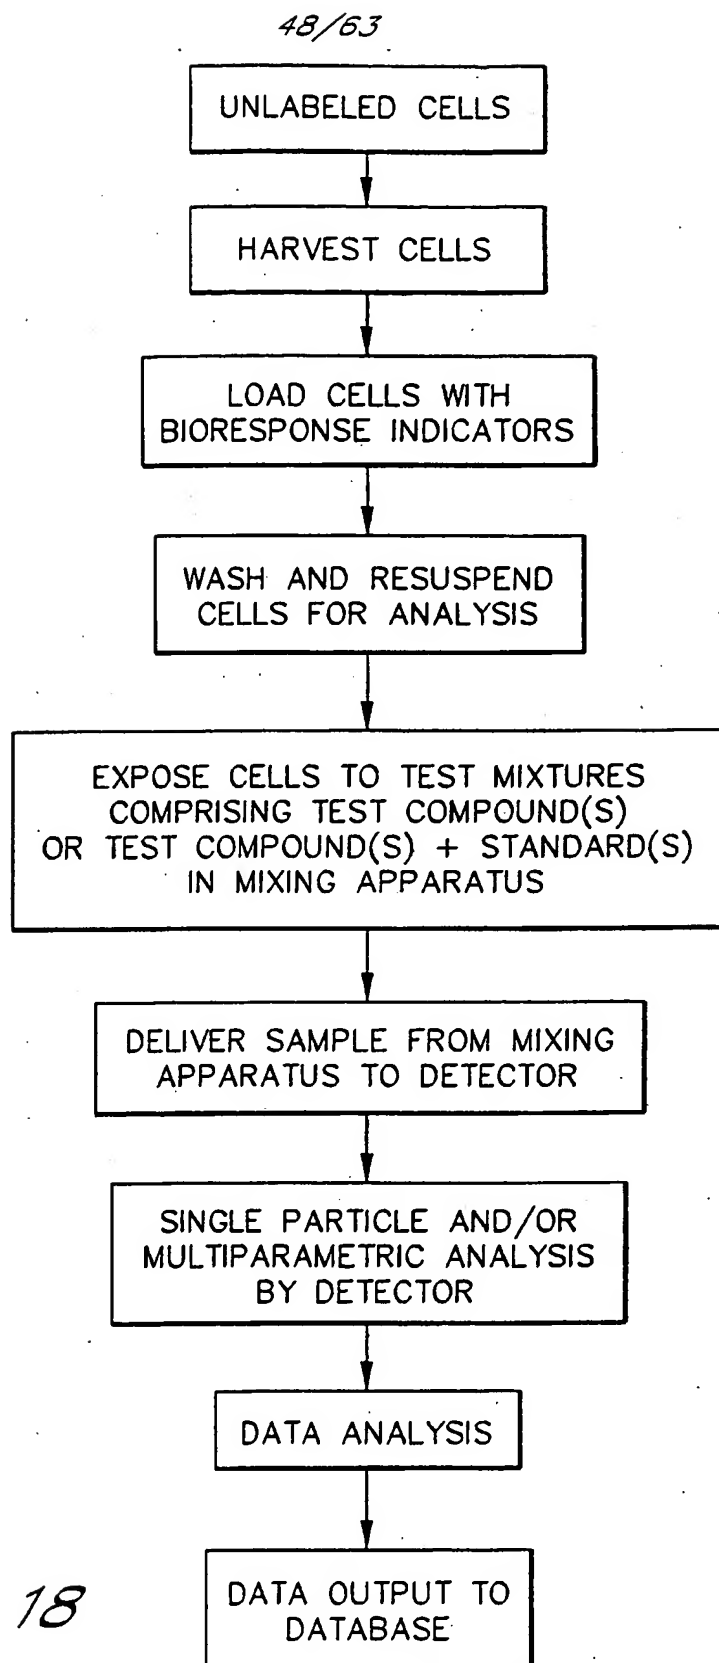 48/63
UNLABELED CELLS
HARVEST CELLS
LOAD CELLS WITH
BIORESPONSE INDICATORS
WASH AND RESUSPEND
CELLS FOR ANALYSIS
EXPOSE CELLS TO TEST MIXTURES
COMPRISING TEST COMPOUND(S)
OR TEST COMPOUND(S) + STANDARD(S)
IN MIXING APPARATUS
DELIVER SAMPLE FROM MIXING
APPARATUS TO DETECTOR
SINGLE PARTICLE AND/OR
MULTIPARAMETRIC ANALYSIS
BY DETECTOR
DATA ANALYSIS
DATA OUTPUT TO
DATABASE
18